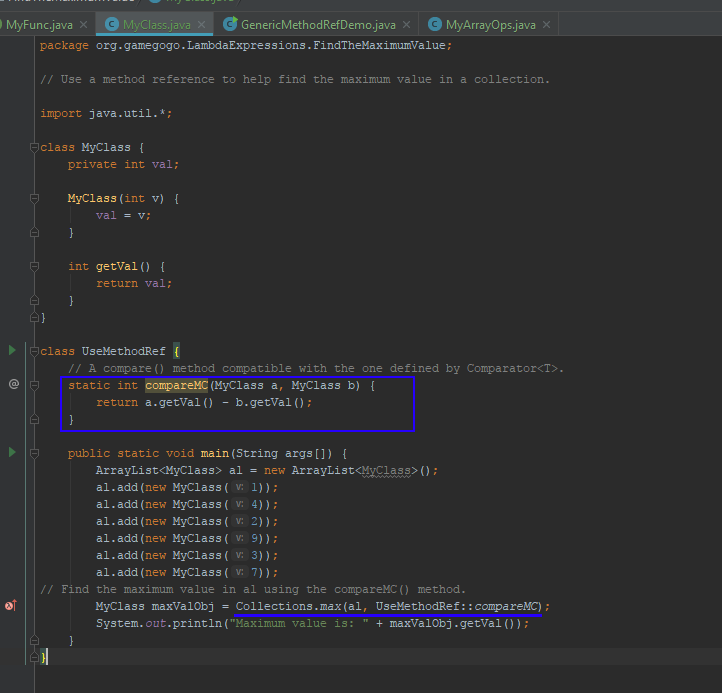 MyFunc.java × MyClass.java × GenericMethodRefDemo.java × MyArrayOps.java ×
package org.gamegogo.LambdaExpressions.FindTheMaximumValue;
// Use a method reference to help find the maximum value in a collection.
import java.util.*;
class MyClass {
private int val;
MyClass(int v) {
val = v;
}
int getVal() {
return val;
}
}
class UseMethodRef {
// A compare() method compatible with the one defined by Comparator<T>.
@ static int compareMC(MyClass a, MyClass b) {
return a.getVal() - b.getVal();
}
public static void main(String args[]) {
ArrayList<MyClass> al = new ArrayList<MyClass>();
al.add(new MyClass( v: 1));
al.add(new MyClass( v: 4));
al.add(new MyClass( v: 2));
al.add(new MyClass( v: 9));
al.add(new MyClass( v: 3));
al.add(new MyClass( v: 7));
// Find the maximum value in al using the compareMC() method.
MyClass maxValObj = Collections.max(al, UseMethodRef::compareMC);
System.out.println("Maximum value is: " + maxValObj.getVal());
}
}